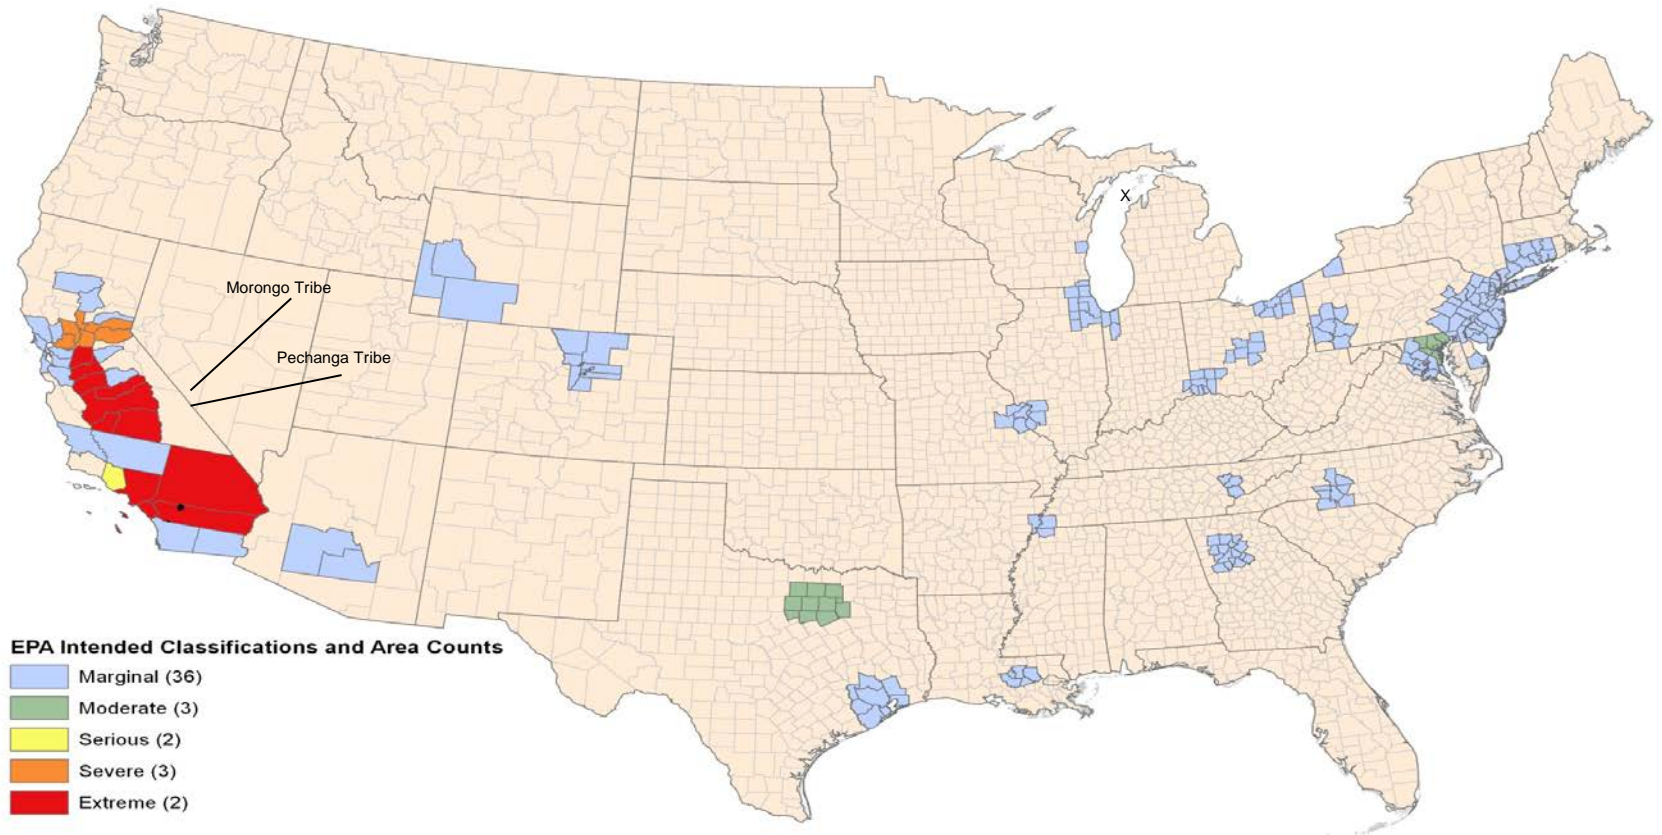 X
Morongo Tribe
Pechanga Tribe
EPA Intended Classifications and Area Counts
Marginal (36)
Moderate (3)
Serious (2)
Severe (3)
Extreme (2)